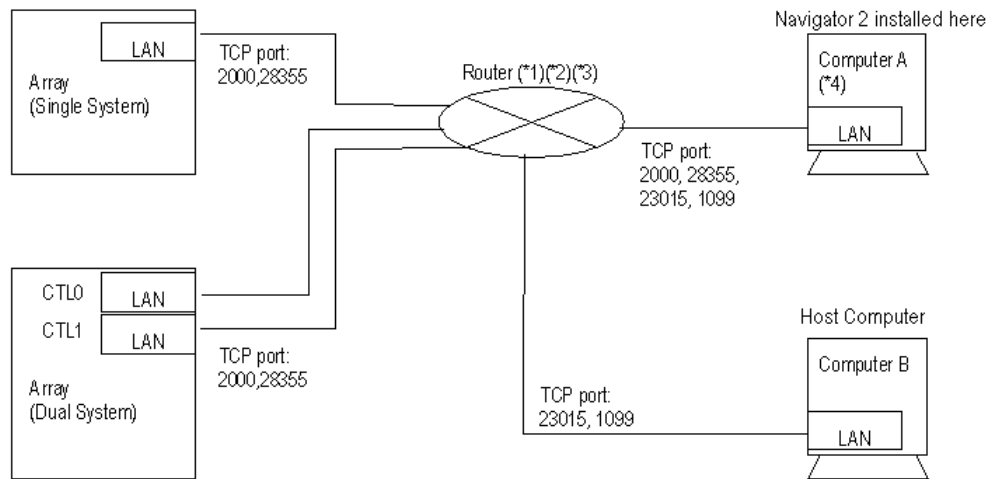 LAN
Array
(Single System)
TCP port:
2000,28355
Router (*1)(*2)(*3)
Navigator 2 installed here
Computer A
(*4)
LAN
TCP port:
2000, 28355,
23015, 1099
CTL0
LAN
CTL1
LAN
Array
(Dual System)
TCP port:
2000,28355
Host Computer
Computer B
LAN
TCP port:
23015, 1099